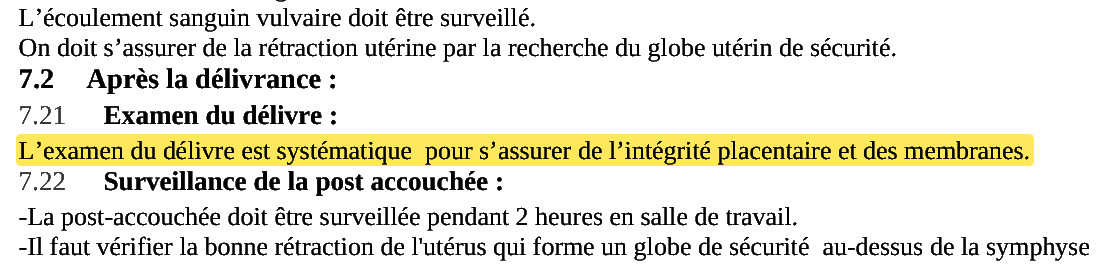 L’écoulement sanguin vulvaire doit être surveillé.
On doit s’assurer de la rétraction utérine par la recherche du globe utérin de sécurité.
7.2 Après la délivrance :
7.21 Examen du délivre :
L’examen du délivre est systématique pour s’assurer de l’intégrité placentaire et des membranes.
7.22 Surveillance de la post accouchée :
-La post-accouchée doit être surveillée pendant 2 heures en salle de travail.
-Il faut vérifier la bonne rétraction de l'utérus qui forme un globe de sécurité au-dessus de la symphyse